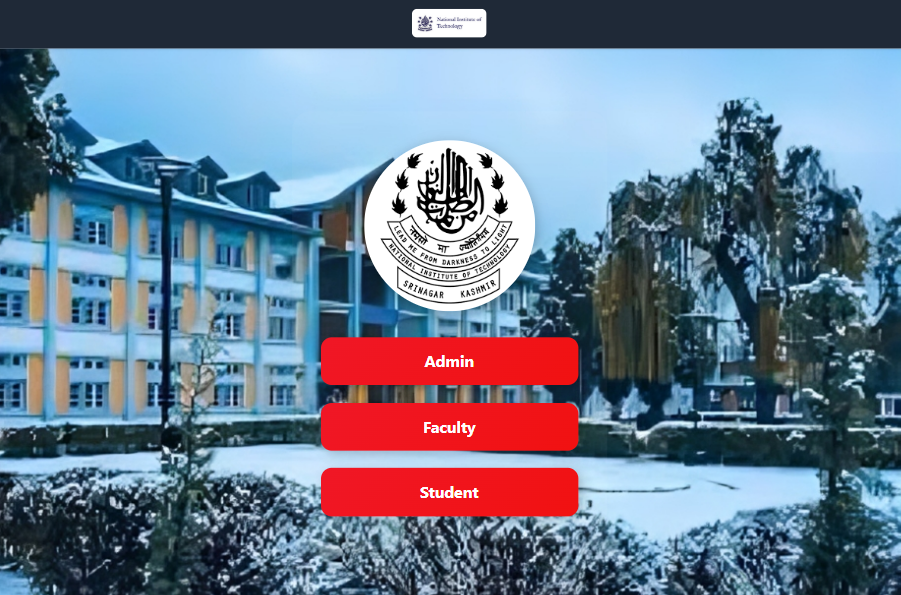 National Institute of
Technology
तमसो मा ज्योतिर्गमय
LEAD ME FROM DARKNESS TO LIGHT
NATIONAL INSTITUTE OF TECHNOLOGY
SRINAGAR KASHMIR
Admin
Faculty
Student